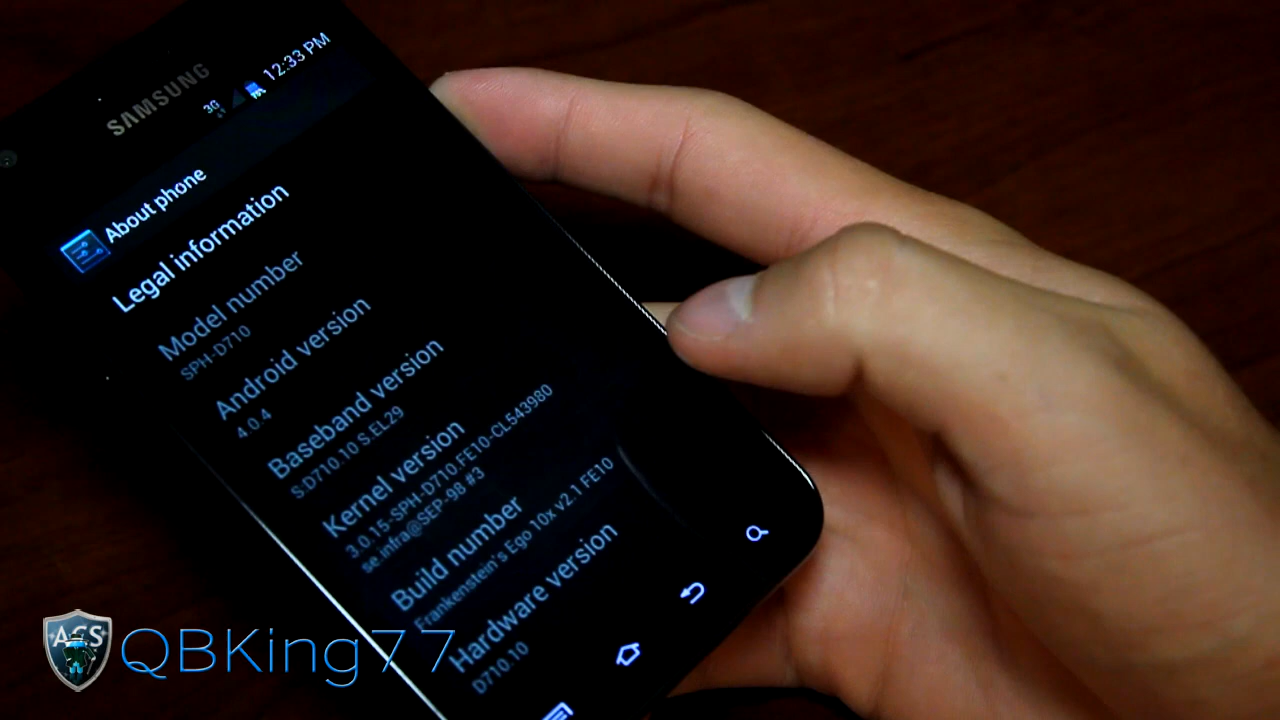 SAMSUNG
3G 12:33 PM
About phone
Legal information
Model number
SPH-D710
Android version
4.0.4
Baseband version
S:D710.10 S.EL29
Kernel version
3.0.15-SPH-D710.FE10-CL543980
se.infra@SEP-98 #3
Build number
Frankenstein's Ego 10x v2.1 FE10
Hardware version
D710.10
ACS
QBKing77